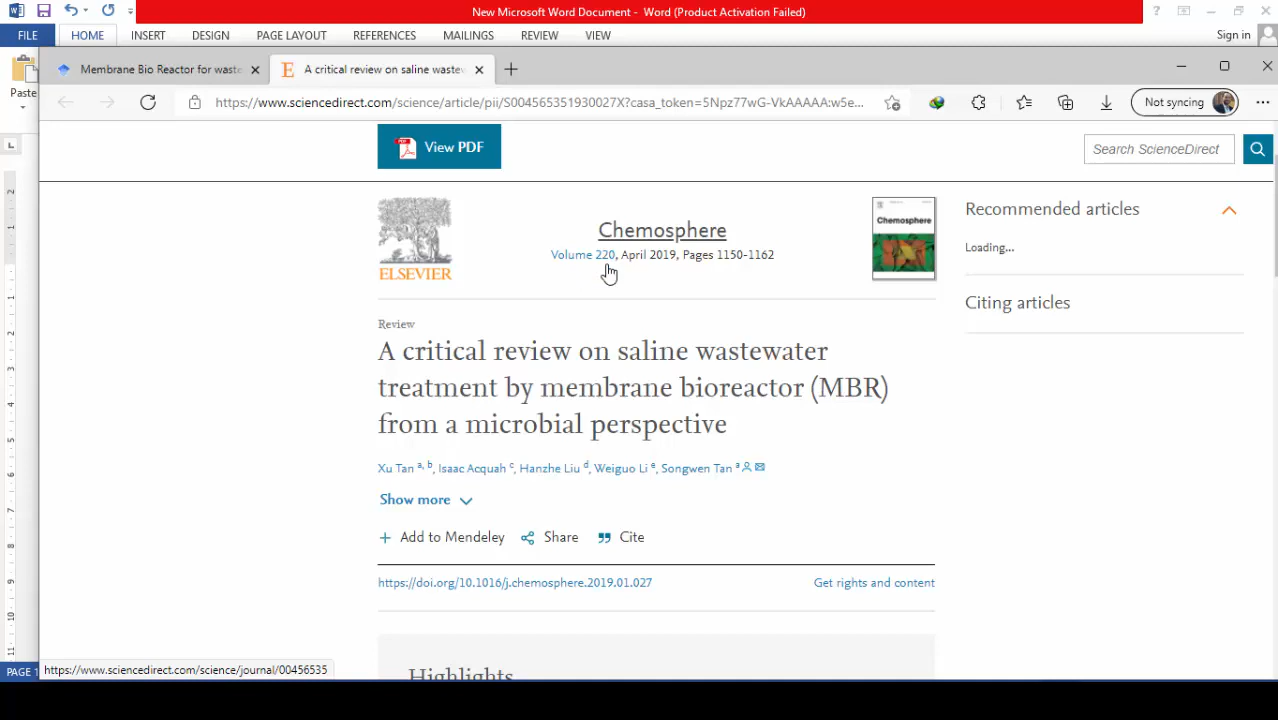 New Microsoft Word Document - Word (Product Activation Failed)
FILE HOME INSERT DESIGN PAGE LAYOUT REFERENCES MAILINGS REVIEW VIEW Sign in
Paste
Membrane Bio Reactor for waste
A critical review on saline wastew
https://www.sciencedirect.com/science/article/pii/S004565351930027X?casa_token=5Npz77wG-VkAAAAA:w5e...
Not syncing
View PDF
Search ScienceDirect
ELSEVIER
Chemosphere
Volume 220, April 2019, Pages 1150-1162
Chemosphere
Recommended articles
Loading...
Citing articles
Review
A critical review on saline wastewater
treatment by membrane bioreactor (MBR)
from a microbial perspective
Xu Tan a, b, Isaac Acquah c, Hanzhe Liu d, Weiguo Li e, Songwen Tan a
Show more
Add to Mendeley Share Cite
https://doi.org/10.1016/j.chemosphere.2019.01.027 Get rights and content
Highlights
https://www.sciencedirect.com/science/journal/00456535
PAGE 1